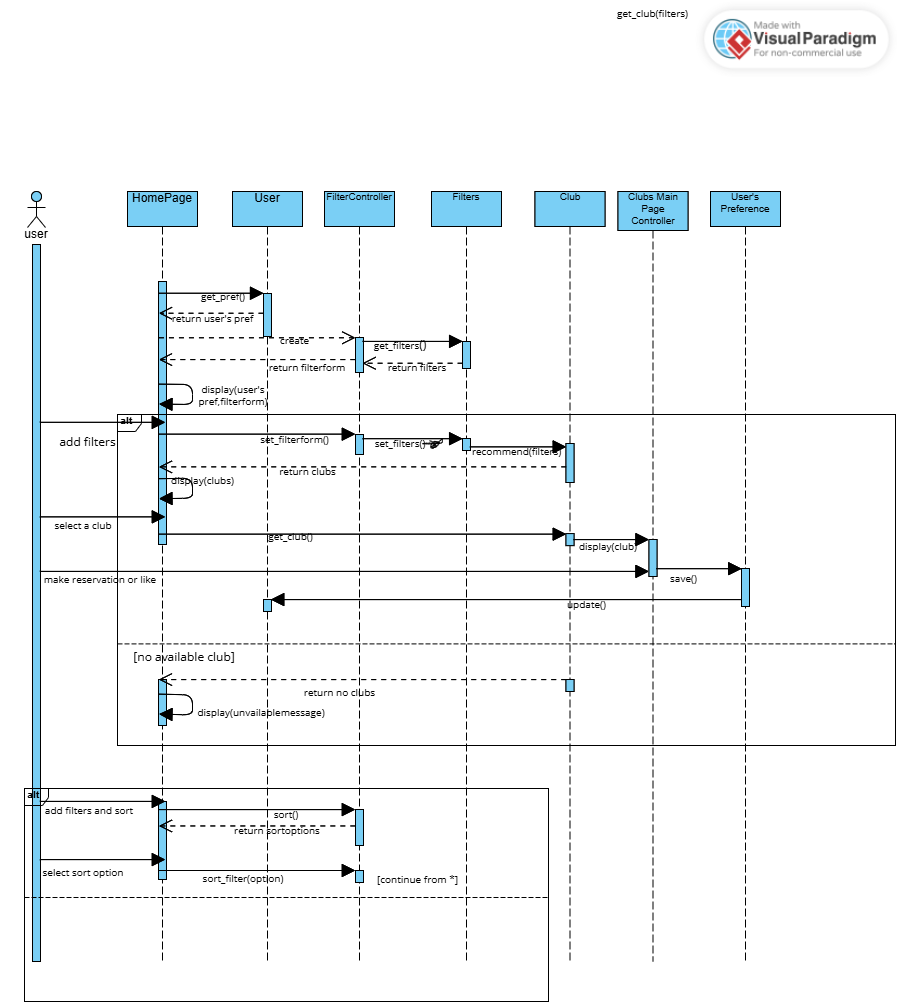 get_club(filters)
Made with
Visual Paradigm
For non-commercial use
user
HomePage
User
FilterController
Filters
Club
Clubs Main
Page
Controller
User's
Preference
get_pref()
return user's pref
create
get_filters()
return filterform
return filters
display(user's
pref,filterform)
alt
add filters
set_filterform()
set_filters()
recommend(filters)
return clubs
display(clubs)
select a club
get_club()
display(club)
make reservation or like
save()
update()
[no available club]
return no clubs
display(unvailablemessage)
alt
add filters and sort
sort()
return sortoptions
select sort option
sort_filter(option)
[continue from *]